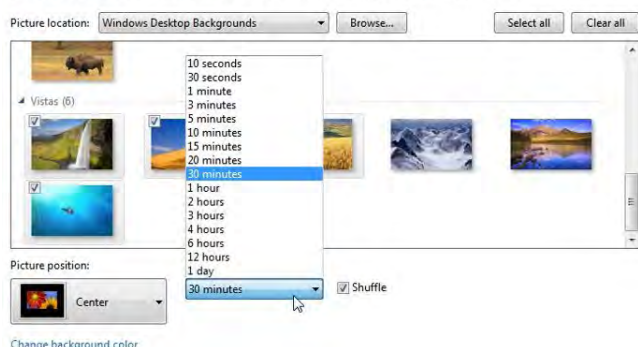 Picture location: Windows Desktop Backgrounds Browse... Select all Clear all
10 seconds
30 seconds
1 minute
3 minutes
5 minutes
10 minutes
15 minutes
20 minutes
30 minutes
1 hour
2 hours
3 hours
4 hours
6 hours
12 hours
1 day
Vistas (6)
Picture position:
Center
30 minutes
Shuffle
Change background color